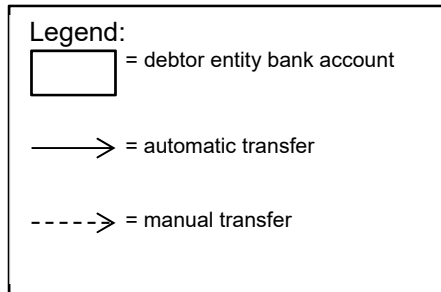 Legend:
= debtor entity bank account
= automatic transfer
= manual transfer